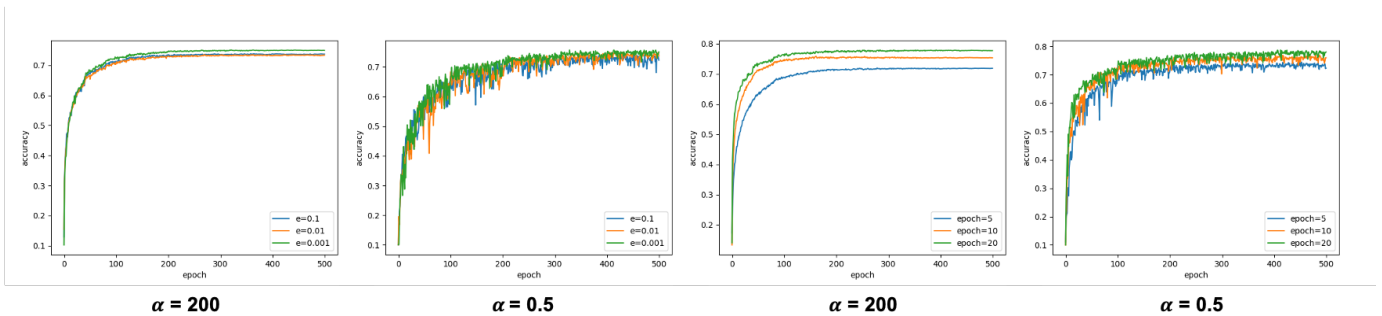 accuracy
0.7
0.6
0.5
0.4
0.3
0.2
0.1
0
100
200
300
400
500
epoch
e=0.1
e=0.01
e=0.001
α = 200
accuracy
0.7
0.6
0.5
0.4
0.3
0.2
0.1
0
100
200
300
400
500
epoch
e=0.1
e=0.01
e=0.001
α = 0.5
accuracy
0.8
0.7
0.6
0.5
0.4
0.3
0.2
0
100
200
300
400
500
epoch
epoch=5
epoch=10
epoch=20
α = 200
accuracy
0.8
0.7
0.6
0.5
0.4
0.3
0.2
0.1
0
100
200
300
400
500
epoch
epoch=5
epoch=10
epoch=20
α = 0.5